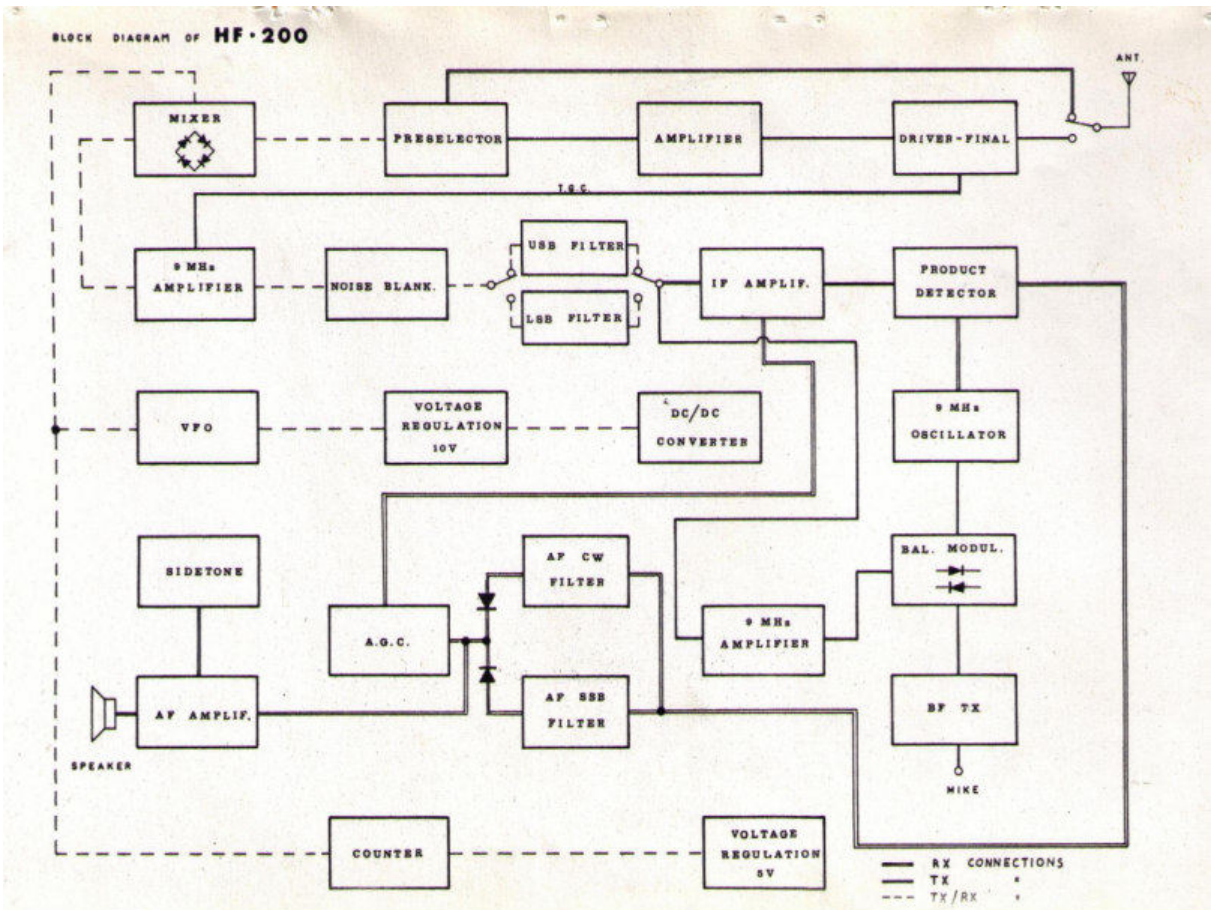 BLOCK DIAGRAM OF HF·200
ANT.
MIXER
PRESELECTOR
AMPLIFIER
DRIVER-FINAL
T.G.C.
9 MHz
AMPLIFIER
NOISE BLANK.
USB FILTER
LSB FILTER
IF AMPLIF.
PRODUCT
DETECTOR
VFO
VOLTAGE
REGULATION
10V
DC/DC
CONVERTER
9 MHz
OSCILLATOR
SIDETONE
AF CW
FILTER
BAL. MODUL.
A.G.C.
9 MHz
AMPLIFIER
AF AMPLIF.
AF SSB
FILTER
BF TX
SPEAKER
MIKE
COUNTER
VOLTAGE
REGULATION
5V
RX CONNECTIONS
TX "
TX/RX "